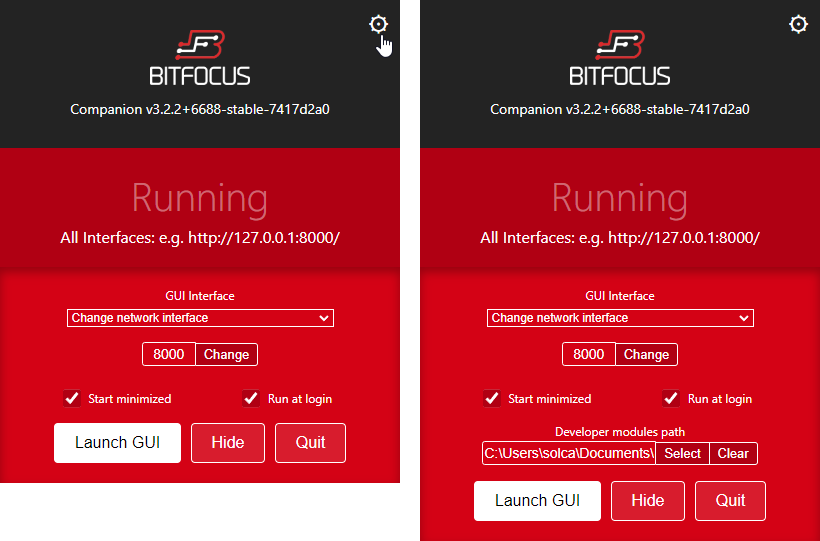 BITFOCUS
Companion v3.2.2+6688-stable-7417d2a0
Running
All Interfaces: e.g. http://127.0.0.1:8000/
GUI Interface
Change network interface
8000 Change
Start minimized Run at login
Launch GUI Hide Quit
BITFOCUS
Companion v3.2.2+6688-stable-7417d2a0
Running
All Interfaces: e.g. http://127.0.0.1:8000/
GUI Interface
Change network interface
8000 Change
Start minimized Run at login
Developer modules path
C:\Users\solca\Documents\ Select Clear
Launch GUI Hide Quit